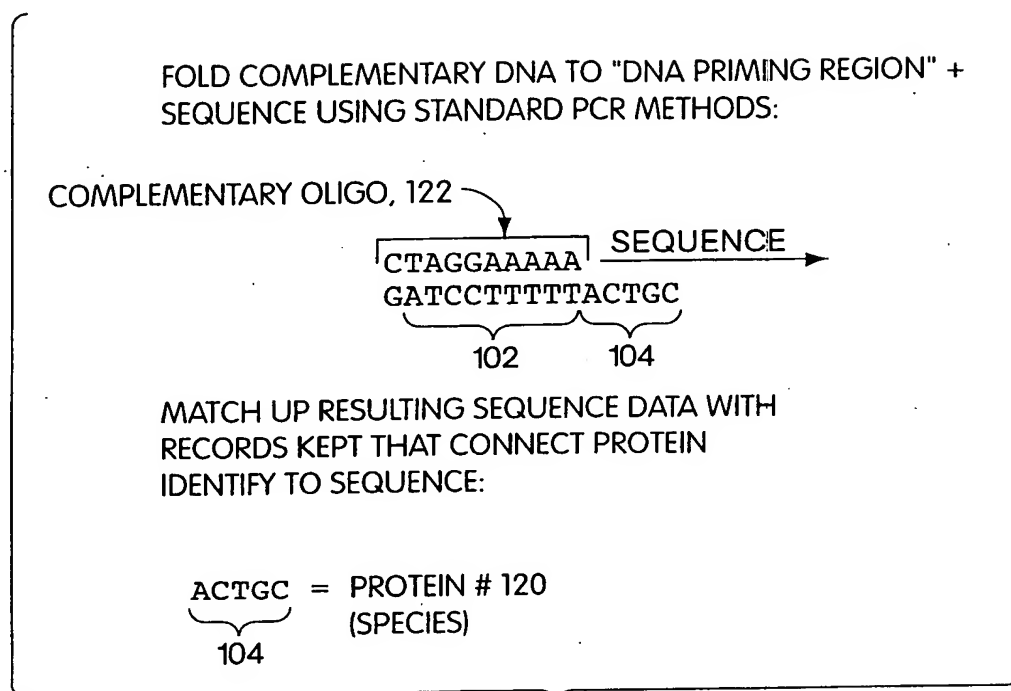 FOLD COMPLEMENTARY DNA TO "DNA PRIMING REGION" +
SEQUENCE USING STANDARD PCR METHODS:
COMPLEMENTARY OLIGO, 122
SEQUENCE
CTAGGAAAAA
GATCCTTTTTACTGC
102 104
MATCH UP RESULTING SEQUENCE DATA WITH
RECORDS KEPT THAT CONNECT PROTEIN
IDENTIFY TO SEQUENCE:
ACTGC = PROTEIN # 120
(SPECIES)
104